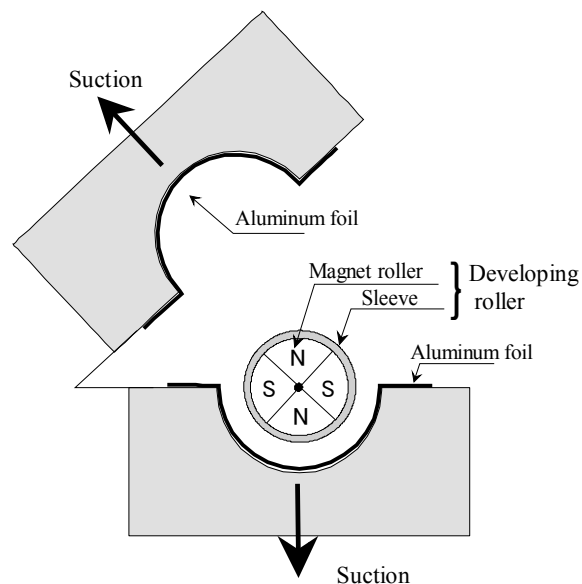 Suction
Aluminum foil
Magnet roller
Sleeve
Developing
roller
Aluminum foil
N
S
S
N
Suction